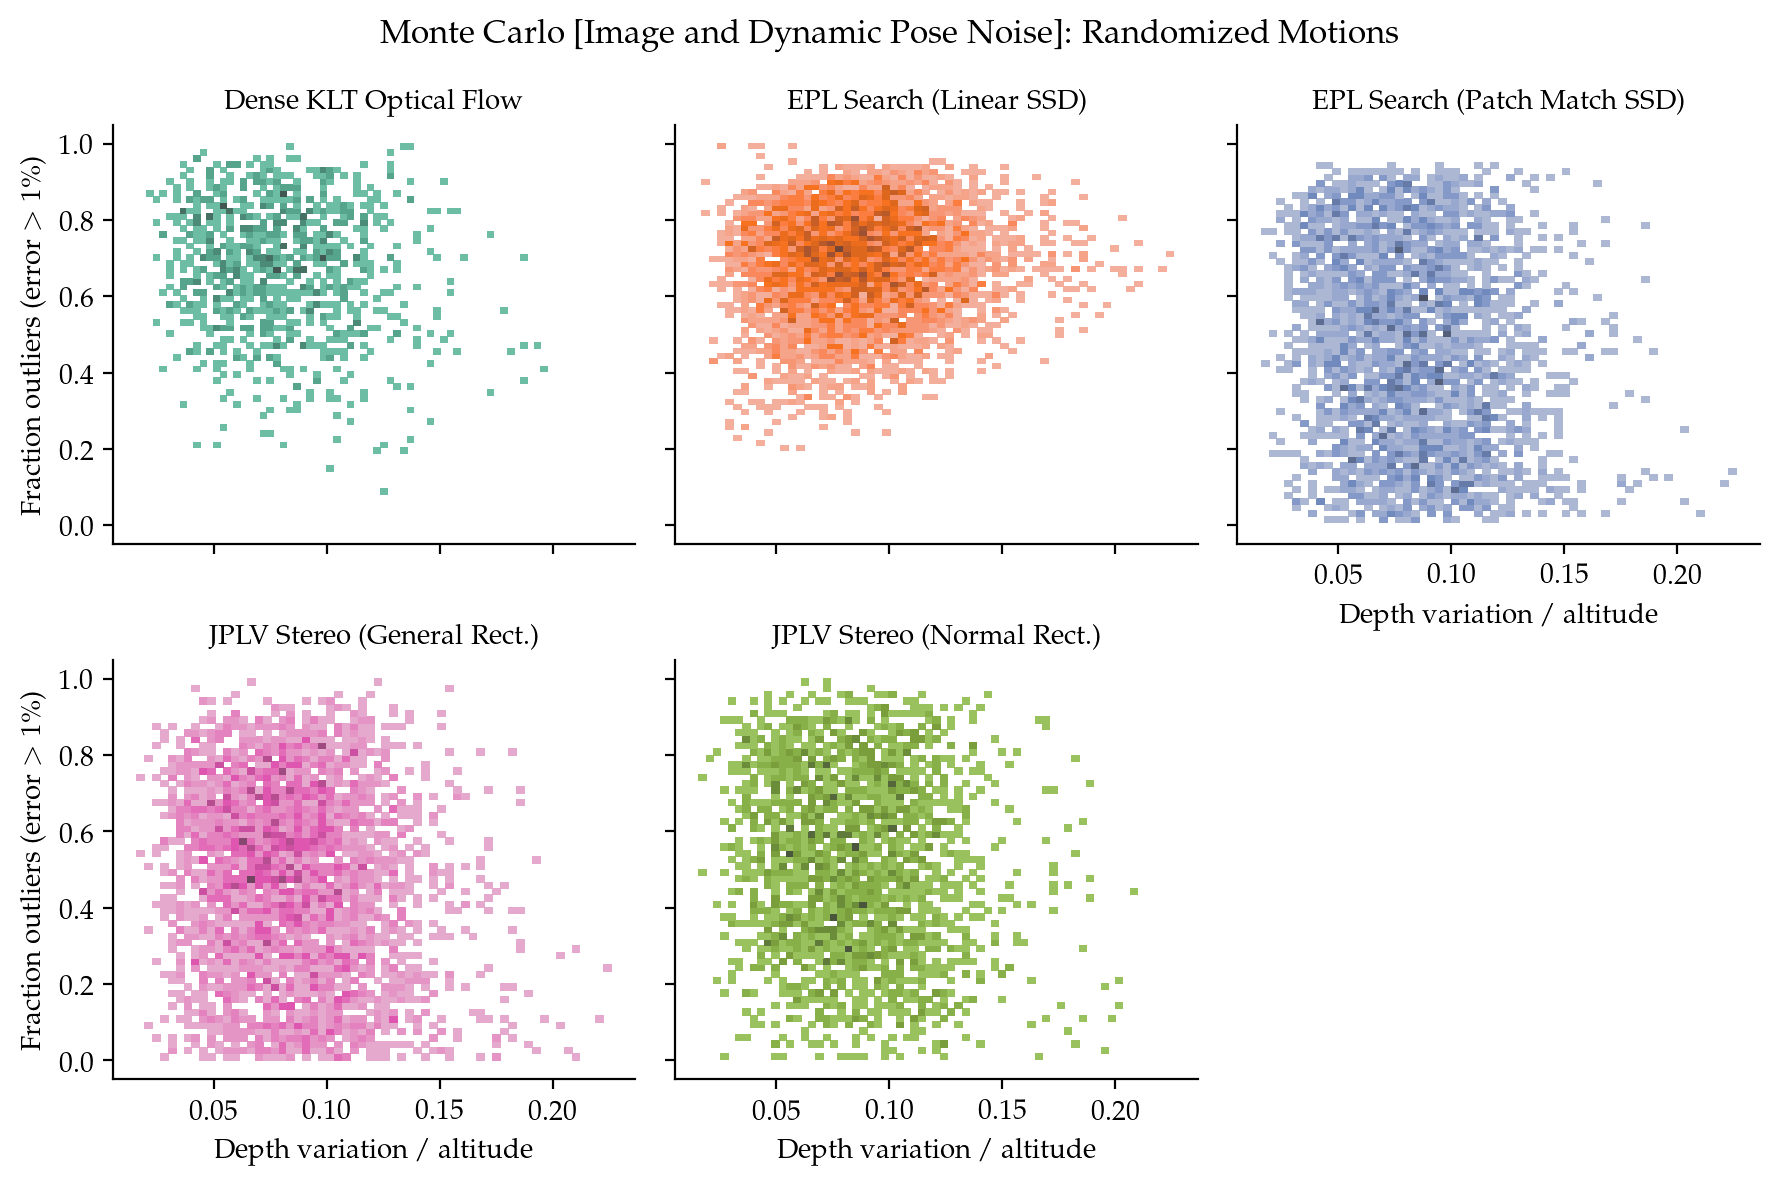 Monte Carlo [Image and Dynamic Pose Noise]: Randomized Motions
Dense KLT Optical Flow
EPL Search (Linear SSD)
EPL Search (Patch Match SSD)
Fraction outliers (error > 1%)
1.0
0.8
0.6
0.4
0.2
0.0
0.05 0.10 0.15 0.20
Depth variation / altitude
JPLV Stereo (General Rect.)
JPLV Stereo (Normal Rect.)
Fraction outliers (error > 1%)
1.0
0.8
0.6
0.4
0.2
0.0
0.05 0.10 0.15 0.20
Depth variation / altitude
0.05 0.10 0.15 0.20
Depth variation / altitude